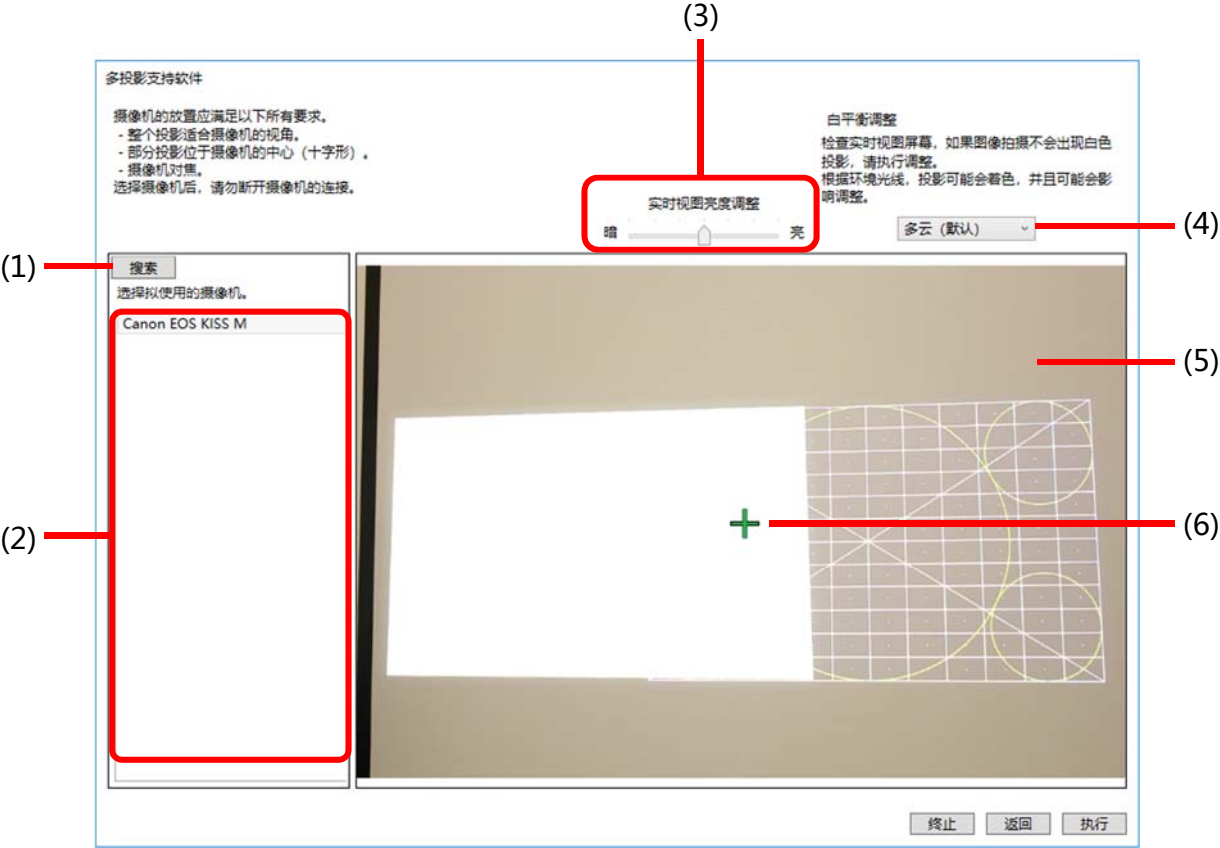 (3)
多投影支持软件
摄像机的放置应满足以下所有要求。
- 整个投影适合摄像机的视角。
- 部分投影位于摄像机的中心（十字形）.
- 摄像机对焦。
选择摄像机后，请勿断开摄像机的连接。
白平衡调整
检查实时视图屏幕，如果图像拍摄不会出现白色
投影，请执行调整。
根据环境光线，投影可能会着色，并且可能会影
响调整。
实时视图亮度调整
暗 亮
多云（默认）
(4)
(1)
搜索
选择拟使用的摄像机。
Canon EOS KISS M
(5)
(2)
(6)
终止 返回 执行